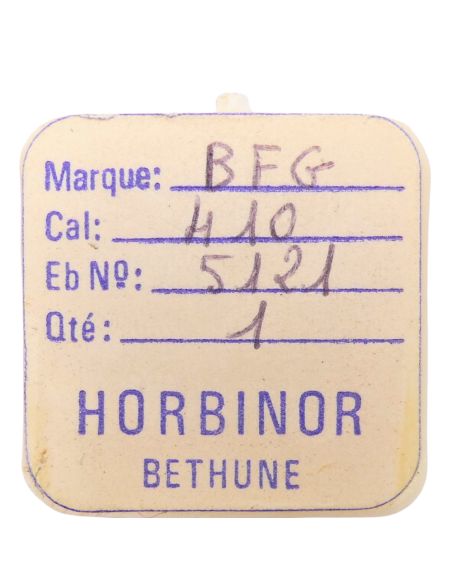 Marque: BFG
Cal: 410
Eb Nº: 5121
Qté: 1
HORBINOR
BETHUNE